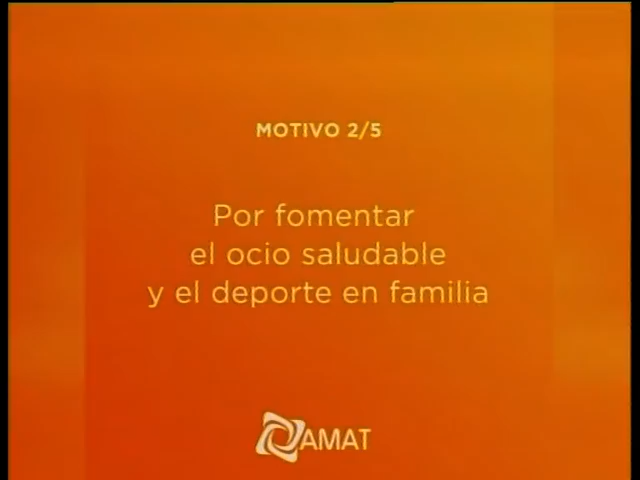 MOTIVO 2/5
Por fomentar
el ocio saludable
y el deporte en familia
AMAT